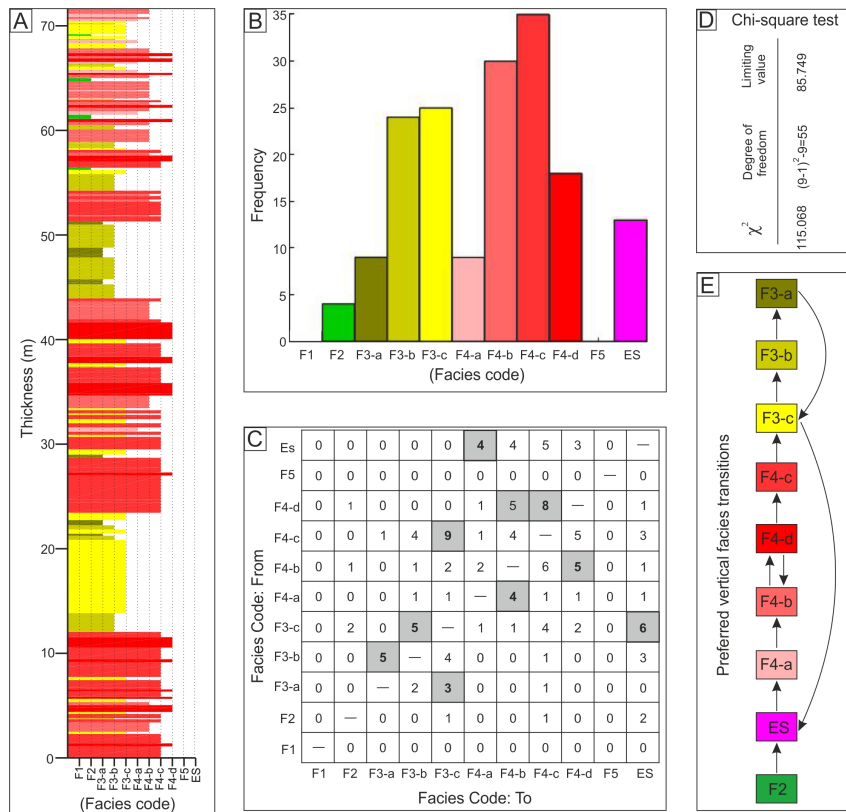 A
70
60
50
40
30
20
10
0
Thickness (m)
F1
F2
F3-a
F3-b
F3-c
F4-a
F4-b
F4-c
F4-d
F5
ES
(Facies code)
B
35
30
25
20
15
10
5
0
Frequency
F1 F2 F3-a F3-b F3-c F4-a F4-b F4-c F4-d F5 ES
(Facies code)
C
Facies Code: From
Es 0 0 0 0 0 4 4 5 3 0 —
F5 0 0 0 0 0 0 0 0 0 — 0
F4-d 0 1 0 0 0 1 5 8 — 0 1
F4-c 0 0 1 4 9 1 4 — 5 0 3
F4-b 0 1 0 1 2 2 — 6 5 0 1
F4-a 0 0 0 1 1 — 4 1 1 0 1
F3-c 0 2 0 5 — 1 1 4 2 0 6
F3-b 0 0 5 — 4 0 0 1 0 0 3
F3-a 0 0 — 2 3 0 0 1 0 0 0
F2 0 — 0 0 1 0 0 1 0 0 2
F1 — 0 0 0 0 0 0 0 0 0 0
F1 F2 F3-a F3-b F3-c F4-a F4-b F4-c F4-d F5 ES
Facies Code: To
D
Chi-square test
χ²
Degree of
freedom
Limiting
value
115.068
(9-1)²-9=55
85.749
E
Preferred vertical facies transitions
F3-a
F3-b
F3-c
F4-c
F4-d
F4-b
F4-a
ES
F2